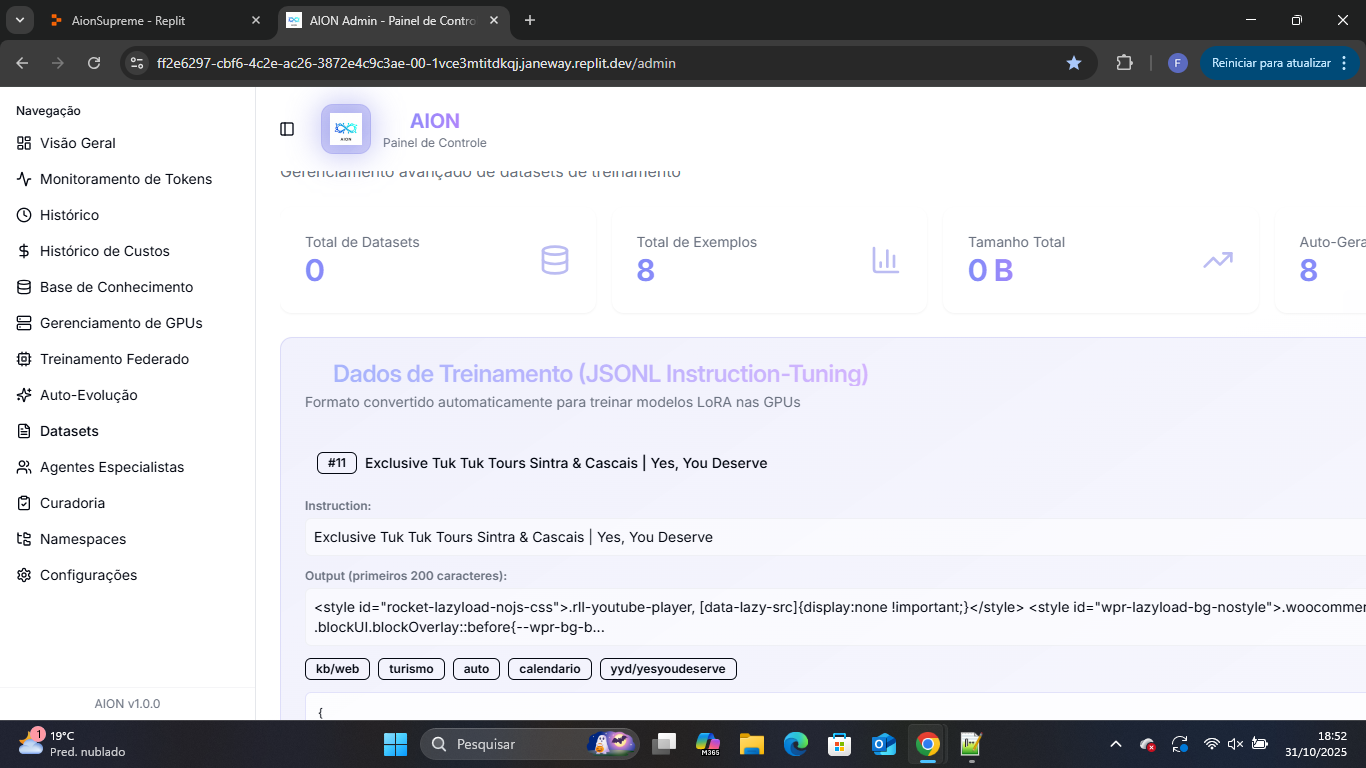 AionSupreme - Replit
AION Admin - Painel de Contro
ff2e6297-cbf6-4c2e-ac26-3872e4c9c3ae-00-1vce3mtitdkqj.janeway.replit.dev/admin
F
Reiniciar para atualizar
Navegação
Visão Geral
Monitoramento de Tokens
Histórico
Histórico de Custos
Base de Conhecimento
Gerenciamento de GPUs
Treinamento Federado
Auto-Evolução
Datasets
Agentes Especialistas
Curadoria
Namespaces
Configurações
AION v1.0.0
AION
AION
Painel de Controle
Gerenciamento avançado de datasets de treinamento
Total de Datasets
0
Total de Exemplos
8
Tamanho Total
0 B
Auto-Gera
8
Dados de Treinamento (JSONL Instruction-Tuning)
Formato convertido automaticamente para treinar modelos LoRA nas GPUs
#11 Exclusive Tuk Tuk Tours Sintra & Cascais | Yes, You Deserve
Instruction:
Exclusive Tuk Tuk Tours Sintra & Cascais | Yes, You Deserve
Output (primeiros 200 caracteres):
<style id="rocket-lazyload-nojs-css">.rll-youtube-player, [data-lazy-src]{display:none !important;}</style> <style id="wpr-lazyload-bg-nostyle">.woocommer
.blockUI.blockOverlay::before{--wpr-bg-b...
kb/web turismo auto calendario yyd/yesyoudeserve
{
1
19°C
Pred. nublado
Pesquisar
M365
18:52
31/10/2025